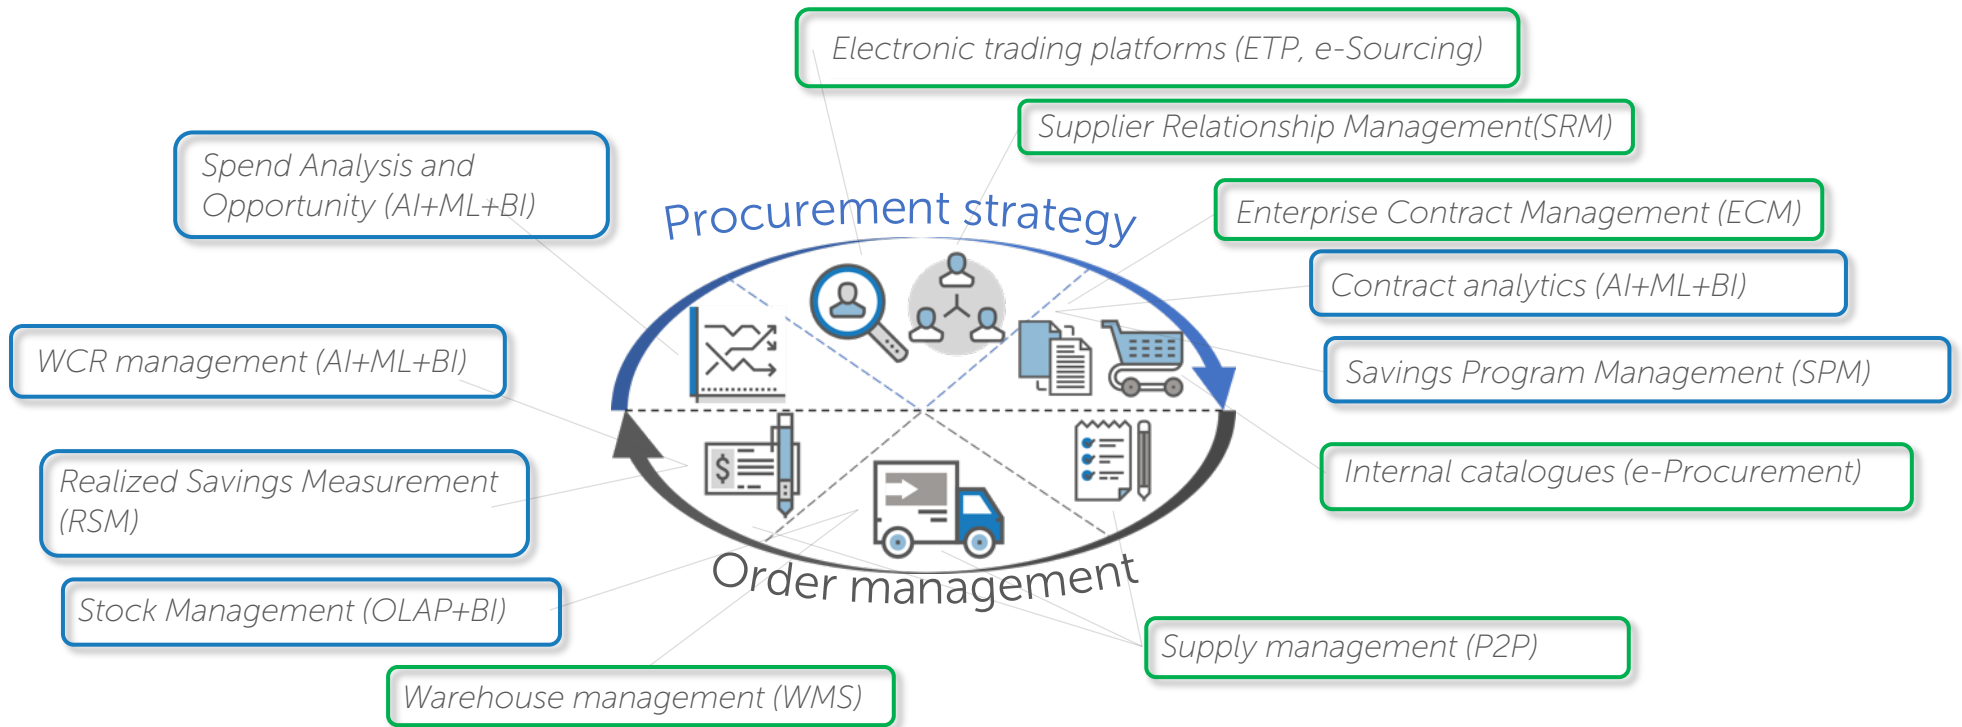 Electronic trading platforms (ETP, e-Sourcing)
Supplier Relationship Management(SRM)
Spend Analysis and
Opportunity (AI+ML+BI)
Procurement strategy
Enterprise Contract Management (ECM)
Contract analytics (AI+ML+BI)
WCR management (AI+ML+BI)
Savings Program Management (SPM)
Realized Savings Measurement
(RSM)
$
Internal catalogues (e-Procurement)
Order management
Stock Management (OLAP+BI)
Supply management (P2P)
Warehouse management (WMS)